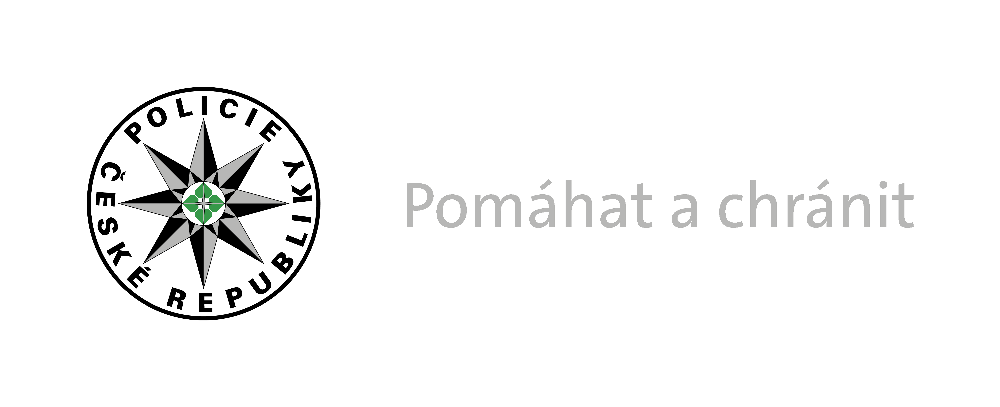 POLICIE
ČESKÉ REPUBLIKY
Pomáhat a chránit